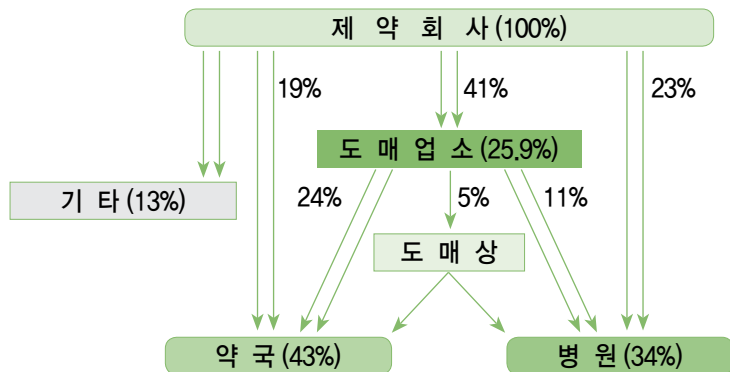 제 약 회 사 (100%)
19%
41%
23%
도 매 업 소 (25.9%)
기 타 (13%)
24%
5%
11%
도 매 상
약 국 (43%)
병 원 (34%)